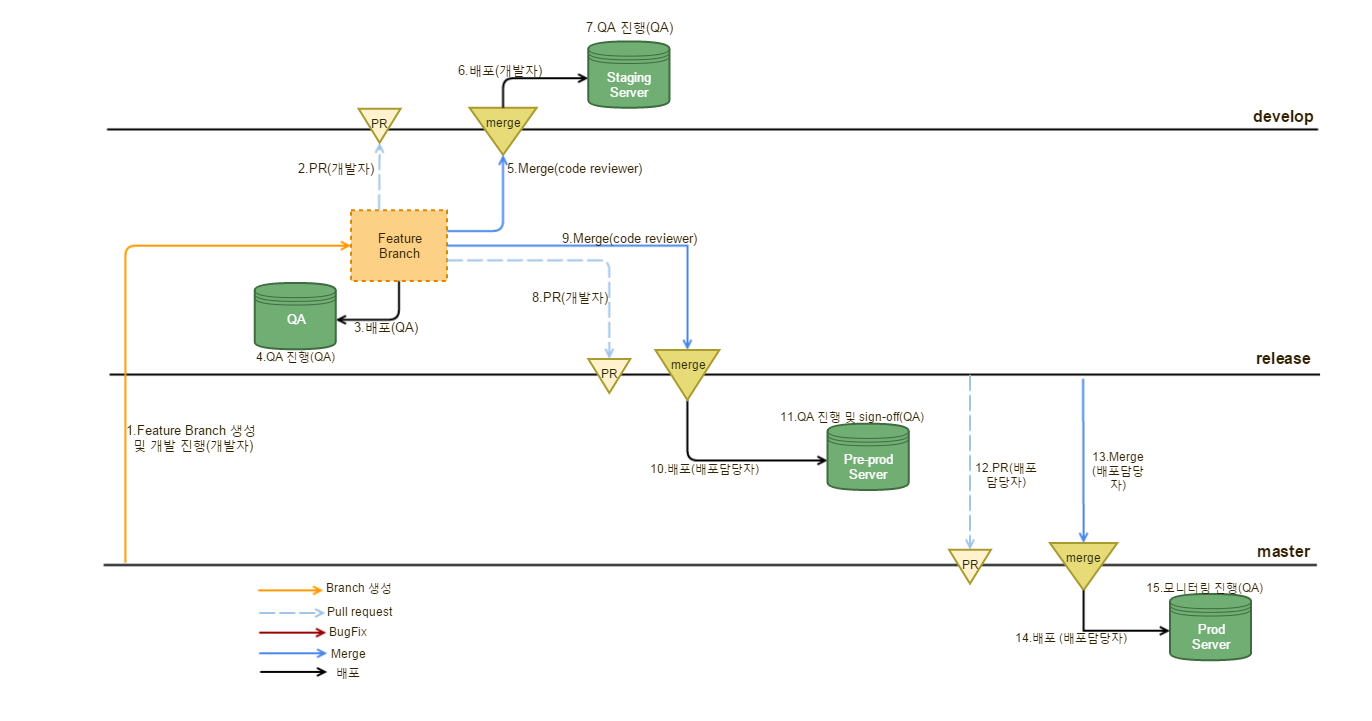 7.QA 진행(QA)
6.배포(개발자)
Staging
Server
develop
PR
merge
2.PR(개발자)
5.Merge(code reviewer)
Feature
Branch
9.Merge(code reviewer)
8.PR(개발자)
QA
3.배포(QA)
4.QA 진행(QA)
release
PR
merge
11.QA 진행 및 sign-off(QA)
1.Feature Branch 생성
및 개발 진행(개발자)
Pre-prod
Server
10.배포(배포담당자)
12.PR(배포
담당자)
13.Merge
(배포담당
자)
master
PR
merge
15.모니터링 진행(QA)
Prod
Server
14.배포 (배포담당자)
Branch 생성
Pull request
BugFix
Merge
배포